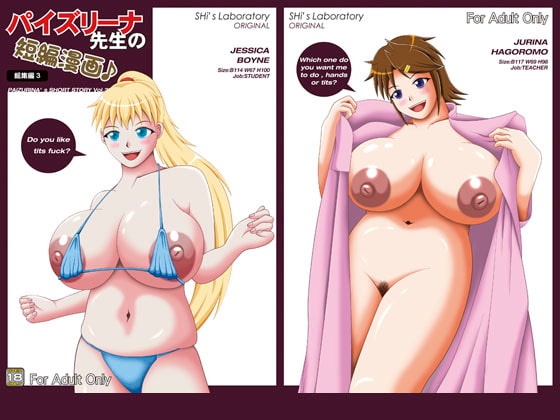 パイズリーナ
先生の
短編漫画♪
総集編 3
PAIZURINA' s SHORT STORY Vol.3
SHi' s Laboratory
ORIGINAL
JESSICA
BOYNE
Size:B114 W67 H100
Job:STUDENT
Do you like
tits fuck?
18
For Adult Only
SHi' s Laboratory
ORIGINAL
For Adult Only
JURINA
HAGOROMO
Size:B117 W69 H98
Job:TEACHER
Which one do
you want me
to do , hands
or tits?